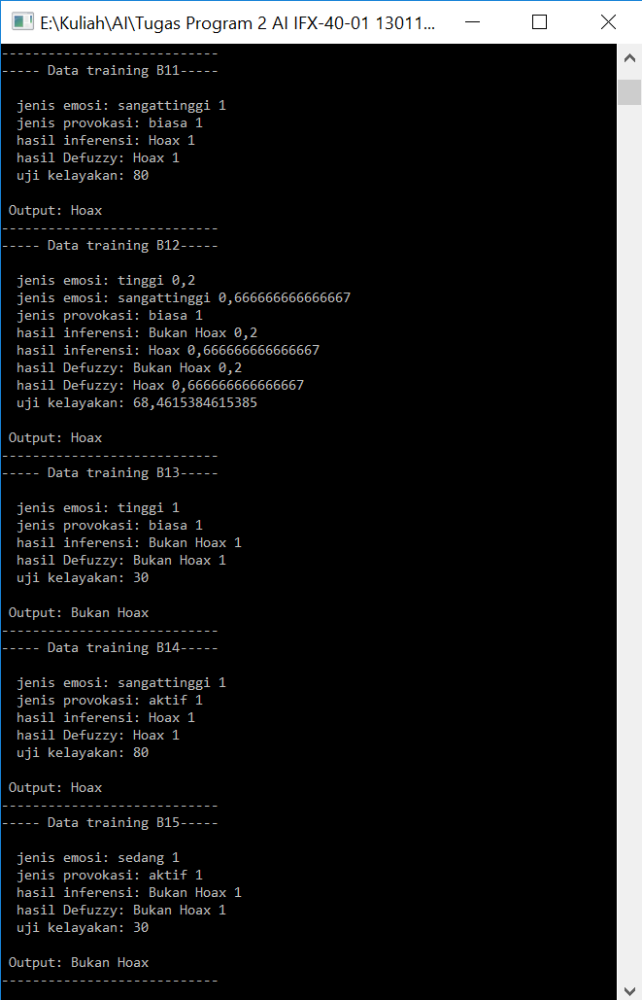 E:\Kuliah\AI\Tugas Program 2 AI IFX-40-01 13011...
----------------------------
----- Data training B11-----
jenis emosi: sangattinggi 1
jenis provokasi: biasa 1
hasil inferensi: Hoax 1
hasil Defuzzy: Hoax 1
uji kelayakan: 80
Output: Hoax
----------------------------
----- Data training B12-----
jenis emosi: tinggi 0,2
jenis emosi: sangattinggi 0,666666666666667
jenis provokasi: biasa 1
hasil inferensi: Bukan Hoax 0,2
hasil inferensi: Hoax 0,666666666666667
hasil Defuzzy: Bukan Hoax 0,2
hasil Defuzzy: Hoax 0,666666666666667
uji kelayakan: 68,4615384615385
Output: Hoax
----------------------------
----- Data training B13-----
jenis emosi: tinggi 1
jenis provokasi: biasa 1
hasil inferensi: Bukan Hoax 1
hasil Defuzzy: Bukan Hoax 1
uji kelayakan: 30
Output: Bukan Hoax
----------------------------
----- Data training B14-----
jenis emosi: sangattinggi 1
jenis provokasi: aktif 1
hasil inferensi: Hoax 1
hasil Defuzzy: Hoax 1
uji kelayakan: 80
Output: Hoax
----------------------------
----- Data training B15-----
jenis emosi: sedang 1
jenis provokasi: aktif 1
hasil inferensi: Bukan Hoax 1
hasil Defuzzy: Bukan Hoax 1
uji kelayakan: 30
Output: Bukan Hoax
----------------------------